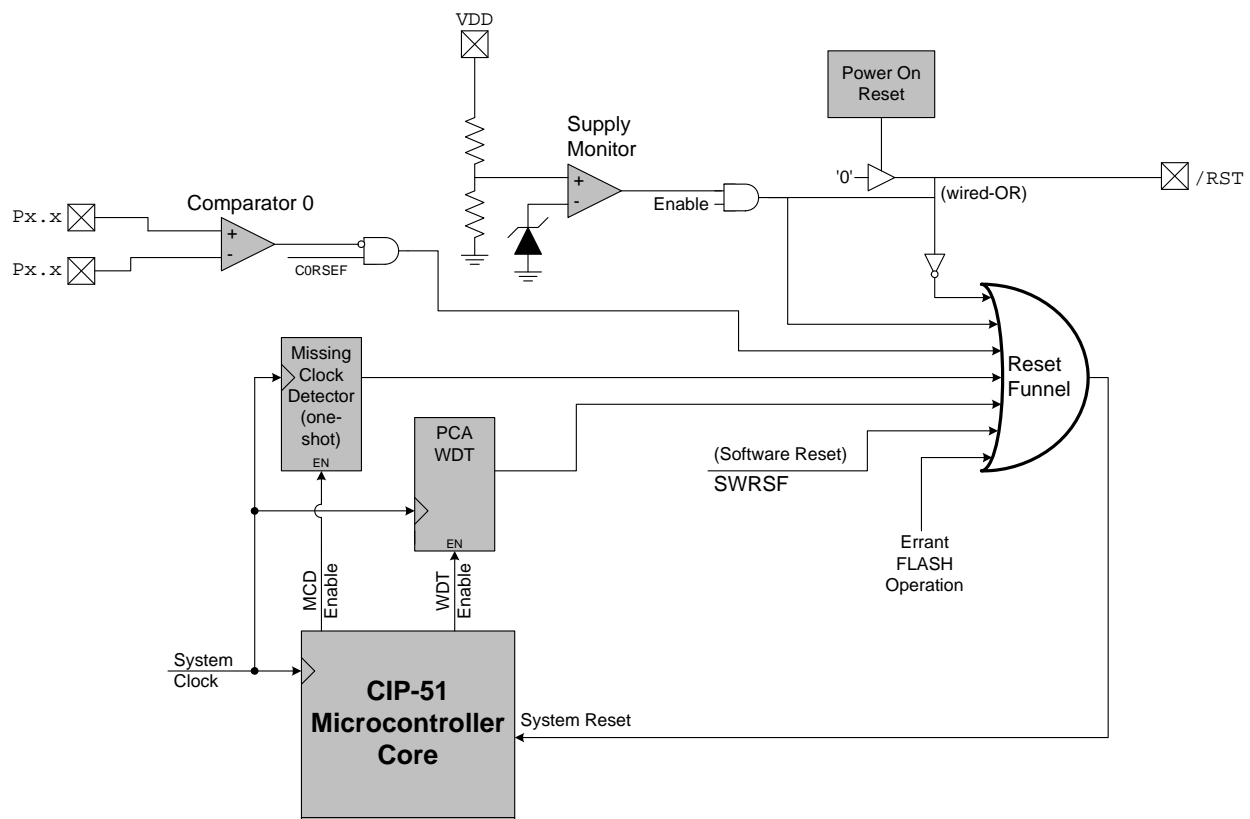 VDD
Power On
Reset
Supply
Monitor
+
-
Enable
'0'
(wired-OR)
/RST
Px.x
Px.x
Comparator 0
+
-
C0RSEF
Missing
Clock
Detector
(one-
shot)
EN
PCA
WDT
EN
Reset
Funnel
(Software Reset)
SWRSF
Errant
FLASH
Operation
MCD
Enable
WDT
Enable
System
Clock
CIP-51
Microcontroller
Core
System Reset